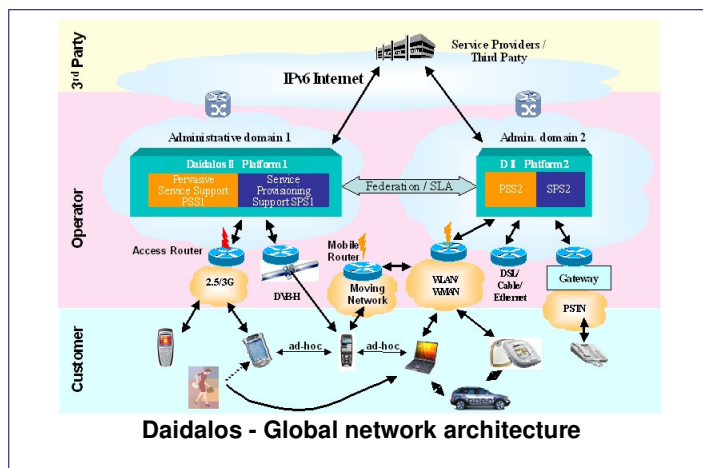 3rd Party
Service Providers /
Third Party
IPv6 Internet
Operator
Administrative domain 1
Admin. domain 2
Daidalos II Platform 1
Pervasive
Service Support
PSS1
Service
Provisioning
Support SPS1
Federation / SLA
D II Platform 2
PSS2
SPS2
Access Router
2.5/3G
DVB-H
Mobile
Router
Moving
Network
WLAN/
WMAN
DSL/
Cable/
Ethernet
Gateway
PSTN
Customer
ad-hoc
ad-hoc
Daidalos - Global network architecture